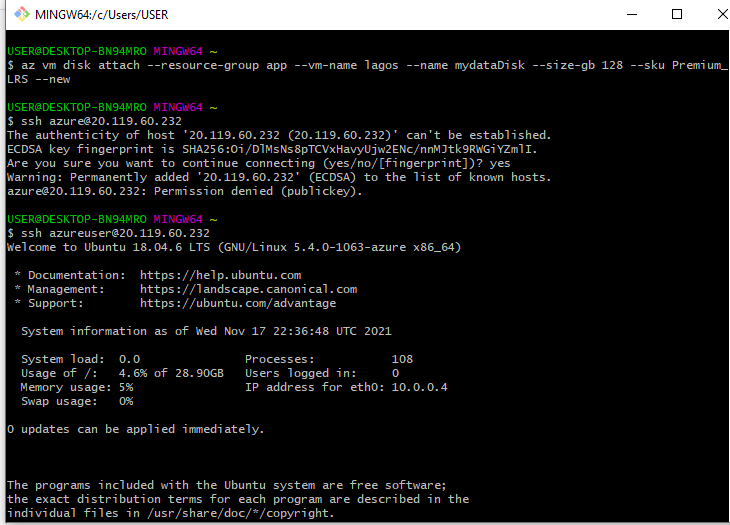 MINGW64:/c/Users/USER
USER@DESKTOP-BN94MRO MINGW64 ~
$ az vm disk attach --resource-group app --vm-name lagos --name mydataDisk --size-gb 128 --sku Premium_
LRS --new
USER@DESKTOP-BN94MRO MINGW64 ~
$ ssh azure@20.119.60.232
The authenticity of host '20.119.60.232 (20.119.60.232)' can't be established.
ECDSA key fingerprint is SHA256:Oi/DlMsNs8pTCVxHavyUjw2ENc/nnMJtk9RWGiYZmlI.
Are you sure you want to continue connecting (yes/no/[fingerprint])? yes
Warning: Permanently added '20.119.60.232' (ECDSA) to the list of known hosts.
azure@20.119.60.232: Permission denied (publickey).
USER@DESKTOP-BN94MRO MINGW64 ~
$ ssh azureuser@20.119.60.232
Welcome to Ubuntu 18.04.6 LTS (GNU/Linux 5.4.0-1063-azure x86_64)
* Documentation:  https://help.ubuntu.com
* Management:     https://landscape.canonical.com
* Support:        https://ubuntu.com/advantage
System information as of Wed Nov 17 22:36:48 UTC 2021
System load:  0.0               Processes:           108
Usage of /:   4.6% of 28.90GB   Users logged in:     0
Memory usage: 5%                IP address for eth0: 10.0.0.4
Swap usage:   0%
0 updates can be applied immediately.
The programs included with the Ubuntu system are free software;
the exact distribution terms for each program are described in the
individual files in /usr/share/doc/*/copyright.